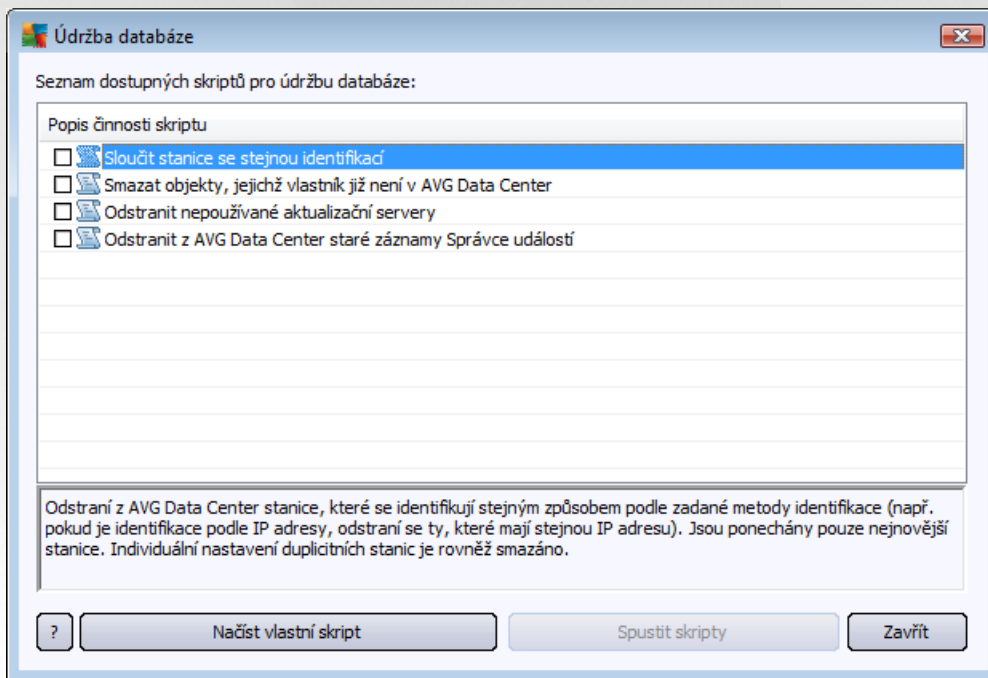 Údržba databáze
Seznam dostupných skriptů pro údržbu databáze:
Popis činnosti skriptu
Sloučit stanice se stejnou identifikací
Smazat objekty, jejichž vlastník již není v AVG Data Center
Odstranit nepoužívané aktualizační servery
Odstranit z AVG Data Center staré záznamy Správce událostí
Odstraní z AVG Data Center stanice, které se identifikují stejným způsobem podle zadané metody identifikace (např.
pokud je identifikace podle IP adresy, odstraní se ty, které mají stejnou IP adresu). Jsou ponechány pouze nejnovější
stanice. Individuální nastavení duplicitních stanic je rovněž smazáno.
? Načíst vlastní skript Spustit skripty Zavřít